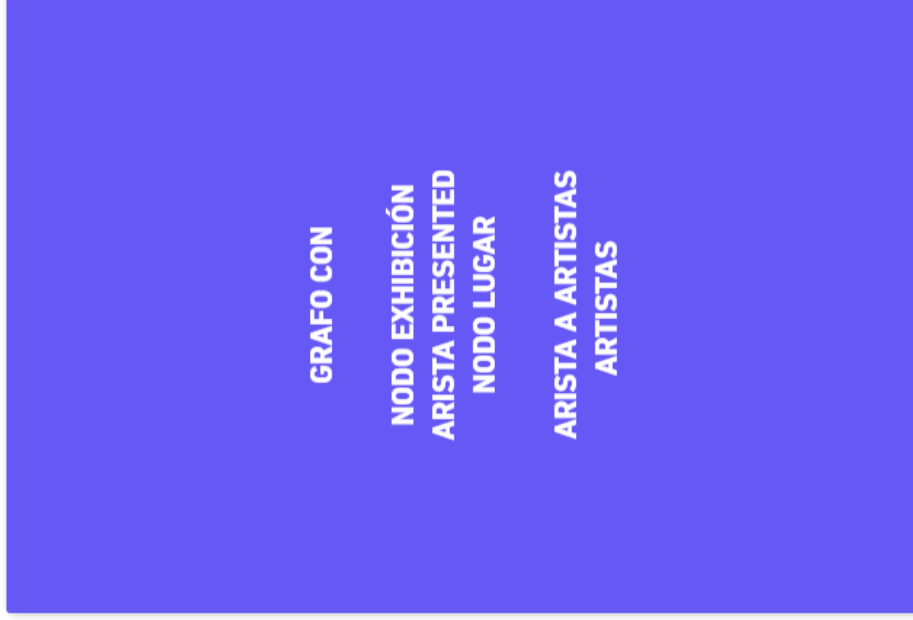 GRAFO CON
NODO EXHIBICIÓN
ARISTA PRESENTED
NODO LUGAR
ARISTA A ARTISTAS
ARTISTAS